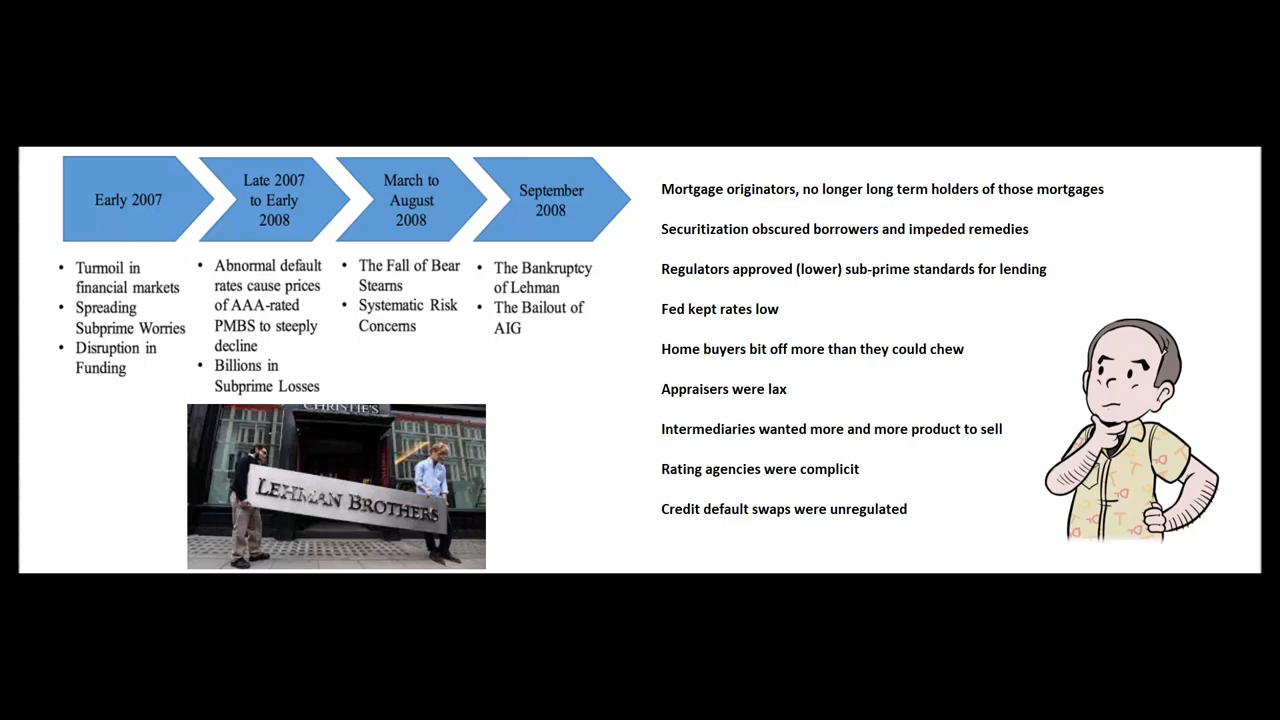 Early 2007
Late 2007
to Early
2008
March to
August
2008
September
2008
• Turmoil in
financial markets
• Spreading
Subprime Worries
• Disruption in
Funding
• Abnormal default
rates cause prices
of AAA-rated
PMBS to steeply
decline
• Billions in
Subprime Losses
• The Fall of Bear
Stearns
• Systematic Risk
Concerns
• The Bankruptcy
of Lehman
• The Bailout of
AIG
CHRISTIE'S
LEHMAN BROTHERS
Mortgage originators, no longer long term holders of those mortgages
Securitization obscured borrowers and impeded remedies
Regulators approved (lower) sub-prime standards for lending
Fed kept rates low
Home buyers bit off more than they could chew
Appraisers were lax
Intermediaries wanted more and more product to sell
Rating agencies were complicit
Credit default swaps were unregulated